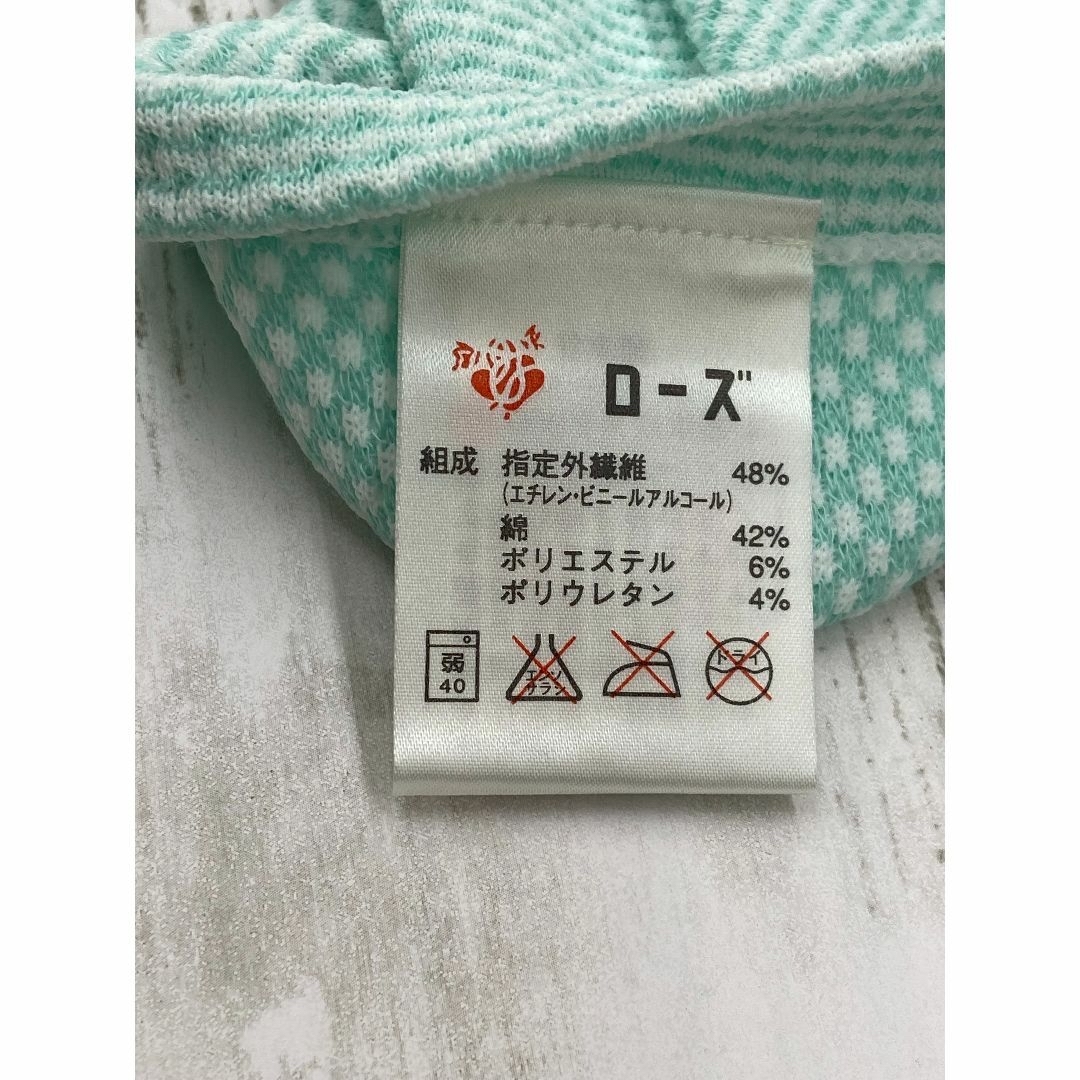 ローズ
組成 指定外繊維 48%
(エチレン・ビニールアルコール)
綿 42%
ポリエステル 6%
ポリウレタン 4%
弱
40
エンソ
サラシ
ドライ